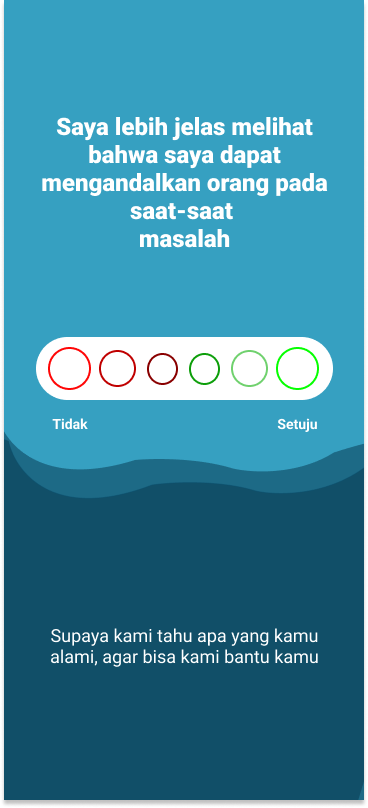 Saya lebih jelas melihat
bahwa saya dapat
mengandalkan orang pada
saat-saat
masalah
Tidak
Setuju
Supaya kami tahu apa yang kamu
alami, agar bisa kami bantu kamu